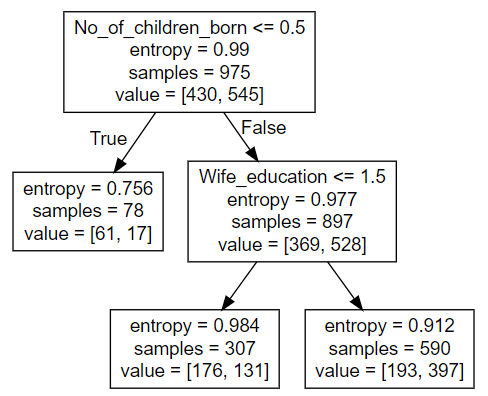 No_of_children_born <= 0.5
entropy = 0.99
samples = 975
value = [430, 545]
True
False
entropy = 0.756
samples = 78
value = [61, 17]
Wife_education <= 1.5
entropy = 0.977
samples = 897
value = [369, 528]
entropy = 0.984
samples = 307
value = [176, 131]
entropy = 0.912
samples = 590
value = [193, 397]